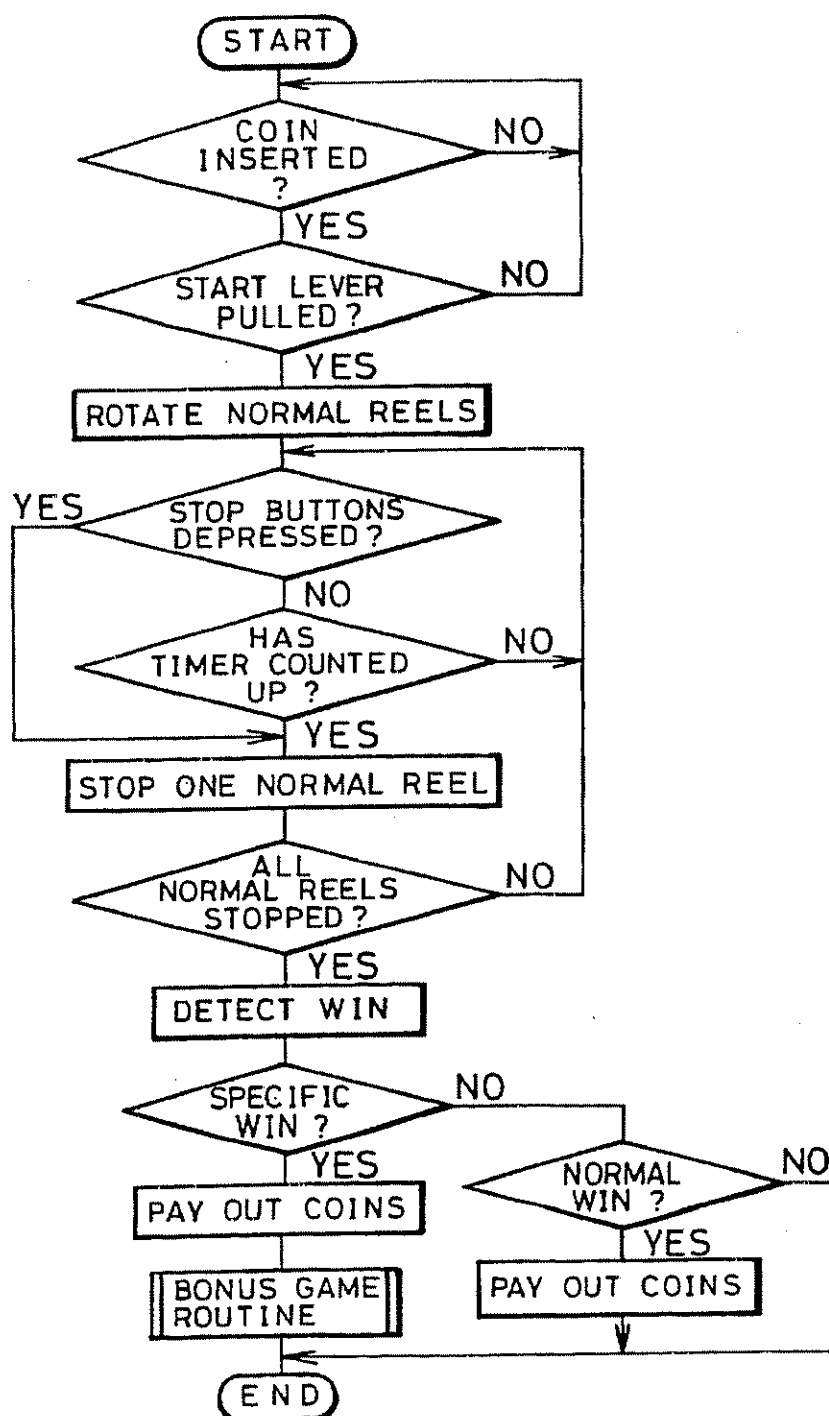 START
COIN
INSERTED
?
NO
YES
START LEVER
PULLED?
NO
YES
ROTATE NORMAL REELS
YES
STOP BUTTONS
DEPRESSED?
NO
HAS
TIMER COUNTED
UP ?
NO
YES
STOP ONE NORMAL REEL
ALL
NORMAL REELS
STOPPED?
NO
YES
DETECT WIN
SPECIFIC
WIN ?
NO
YES
PAY OUT COINS
BONUS GAME
ROUTINE
NORMAL
WIN ?
NO
YES
PAY OUT COINS
END